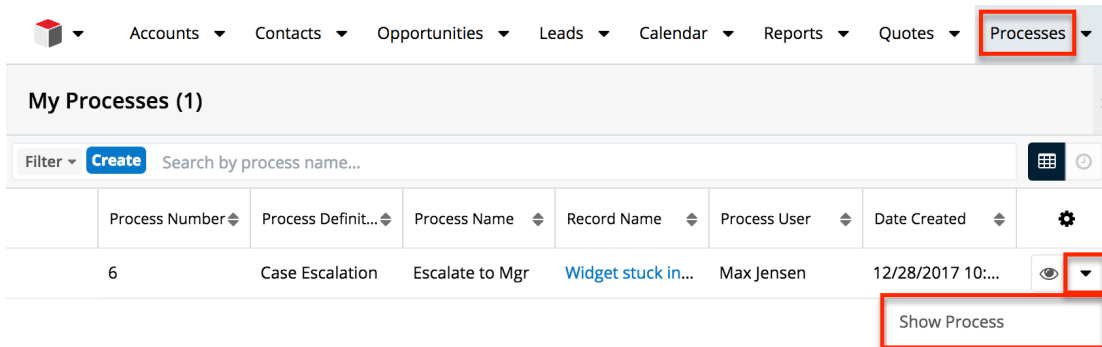 Accounts Contacts Opportunities Leads Calendar Reports Quotes Processes
My Processes (1)
Filter Create Search by process name...
Process Number Process Definit... Process Name Record Name Process User Date Created
6 Case Escalation Escalate to Mgr Widget stuck in... Max Jensen 12/28/2017 10:...
Show Process